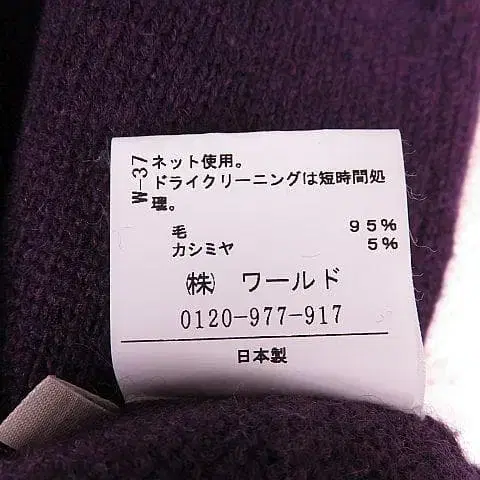 W-37
ネット使用。
ドライクリーニングは短時間処
理。
毛 95%
カシミヤ 5%
㈱ ワールド
0120-977-917
日本製